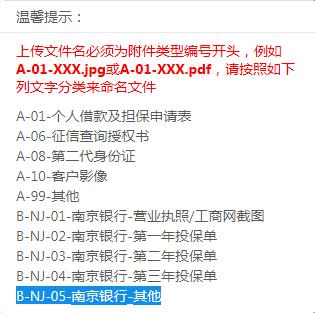 温馨提示：
上传文件名必须为附件类型编号开头，例如
A-01-XXX.jpg或A-01-XXX.pdf，请按照如下
列文字分类来命名文件
A-01-个人借款及担保申请表
A-06-征信查询授权书
A-08-第二代身份证
A-10-客户影像
A-99-其他
B-NJ-01-南京银行-营业执照/工商网截图
B-NJ-02-南京银行-第一年投保单
B-NJ-03-南京银行-第二年投保单
B-NJ-04-南京银行-第三年投保单
B-NJ-05-南京银行-其他